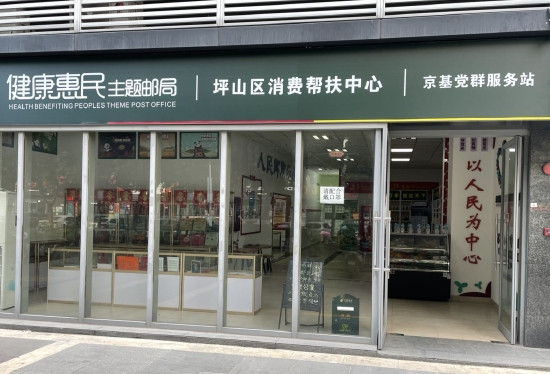 健康惠民主题邮局
HEALTH BENEFITING PEOPLES THEME POST OFFICE
坪山区消费帮扶中心
京基党群服务站
请配合
戴口罩
以人民为中心